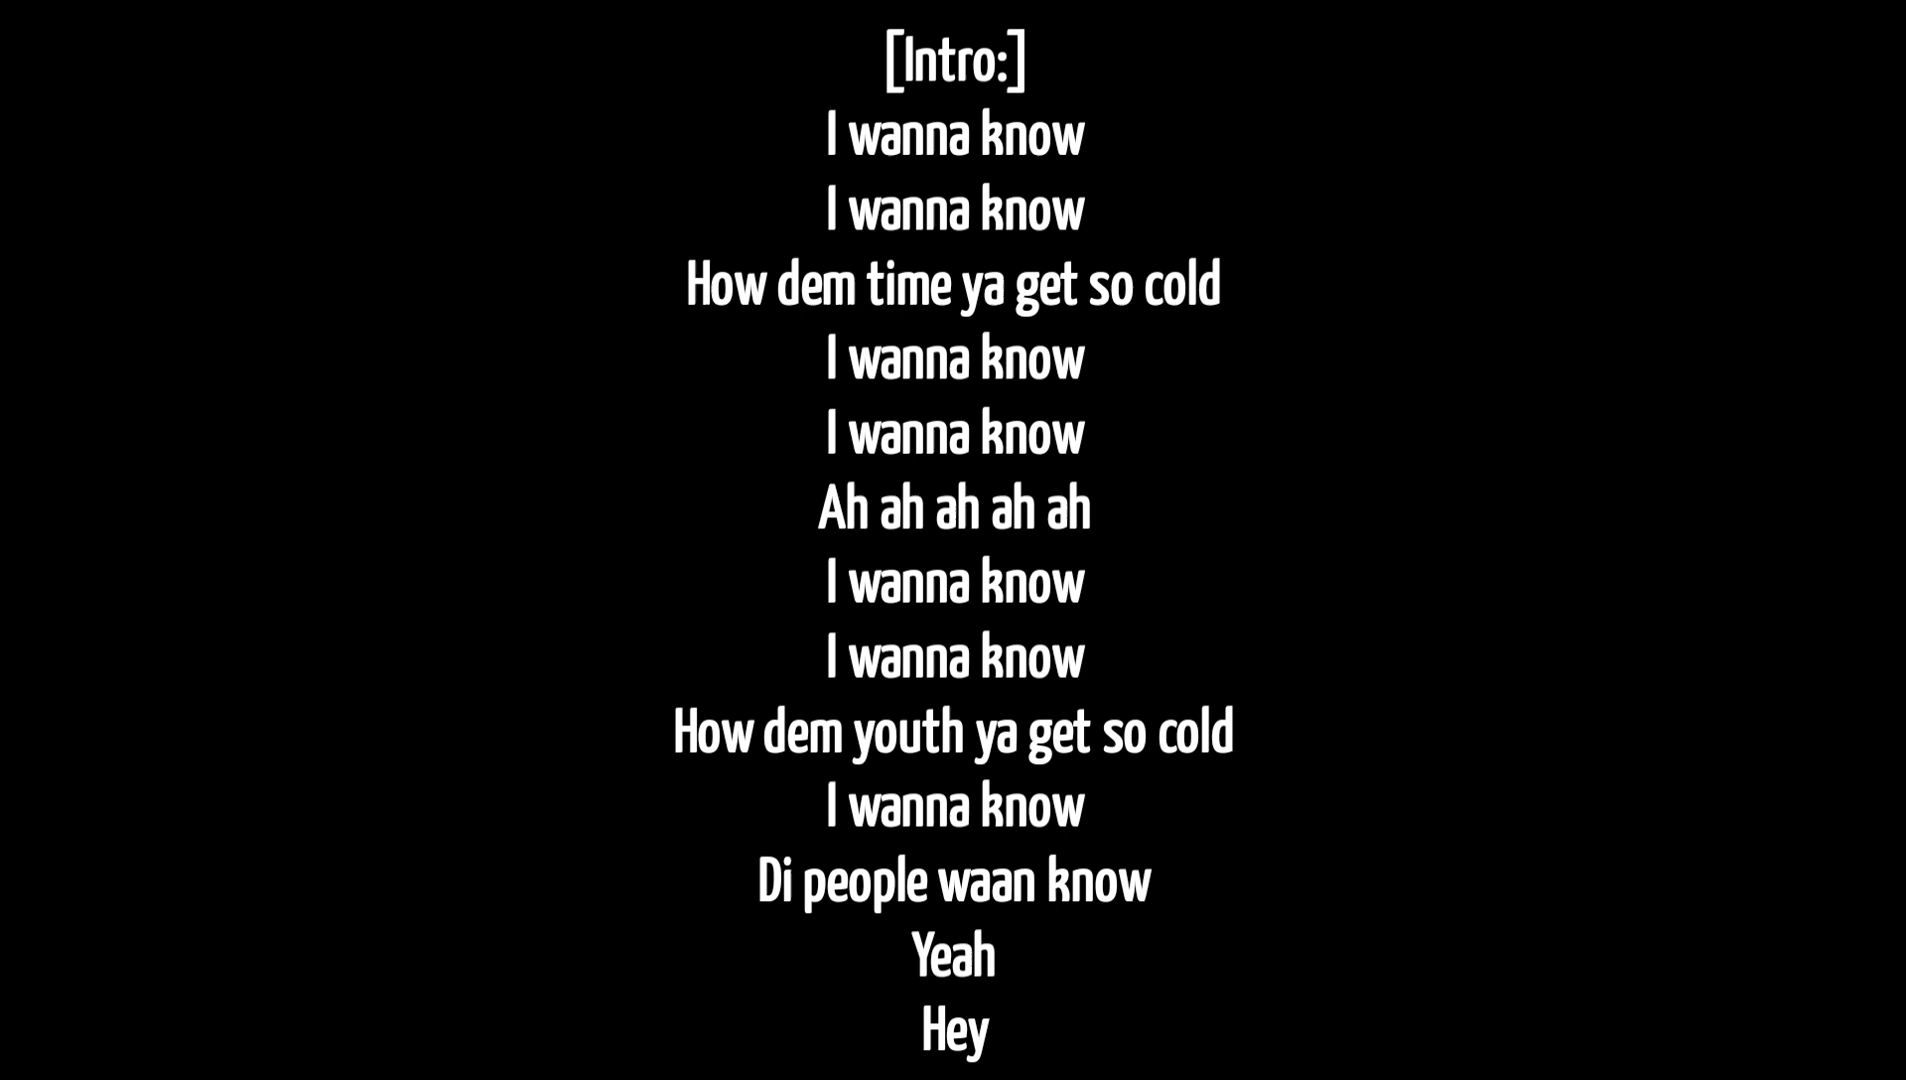 [Intro:]
I wanna know
I wanna know
How dem time ya get so cold
I wanna know
I wanna know
Ah ah ah ah ah
I wanna know
I wanna know
How dem youth ya get so cold
I wanna know
Di people waan know
Yeah
Hey